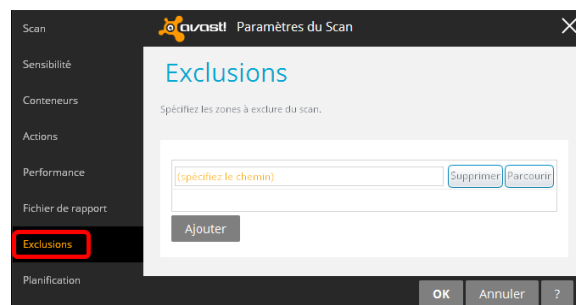 avast! Paramètres du Scan
Scan
Sensibilité
Conteneurs
Actions
Performance
Fichier de rapport
Exclusions
Planification
Exclusions
Spécifiez les zones à exclure du scan.
(spécifiez le chemin) Supprimer Parcourir
Ajouter
OK Annuler ?